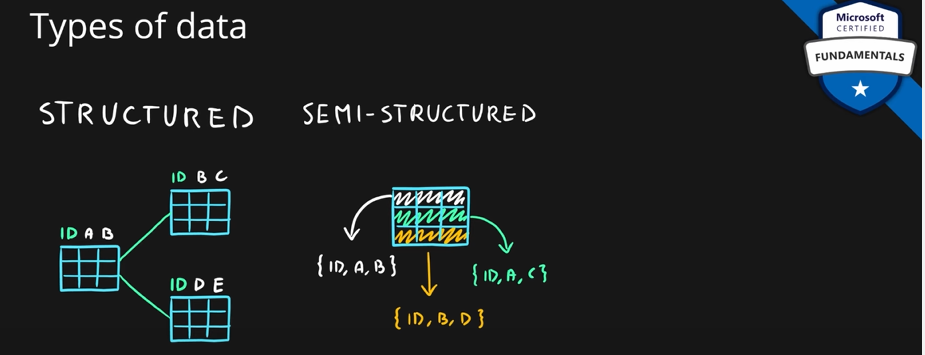 Types of data
Microsoft
CERTIFIED
FUNDAMENTALS
STRUCTURED
SEMI-STRUCTURED
ID B C
ID A B
{ID, A, B}
{ID, A, C}
ID D E
{ID, B, D}